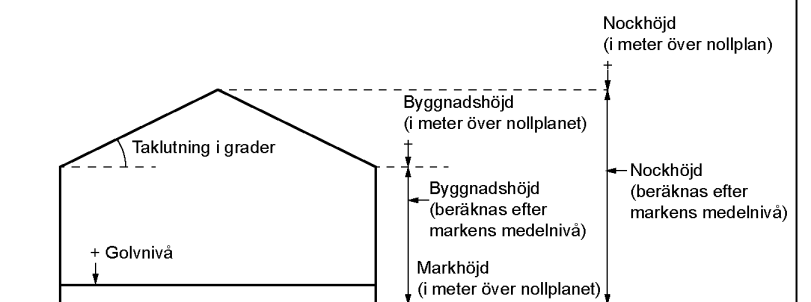 Nockhöjd
(i meter över nollplan)
+
Byggnadshöjd
(i meter över nollplanet)
+
Taklutning i grader
Nockhöjd
(beräknas efter
markens medelnivå)
Byggnadshöjd
(beräknas efter
markens medelnivå)
+ Golvnivå
Markhöjd
(i meter över nollplanet)